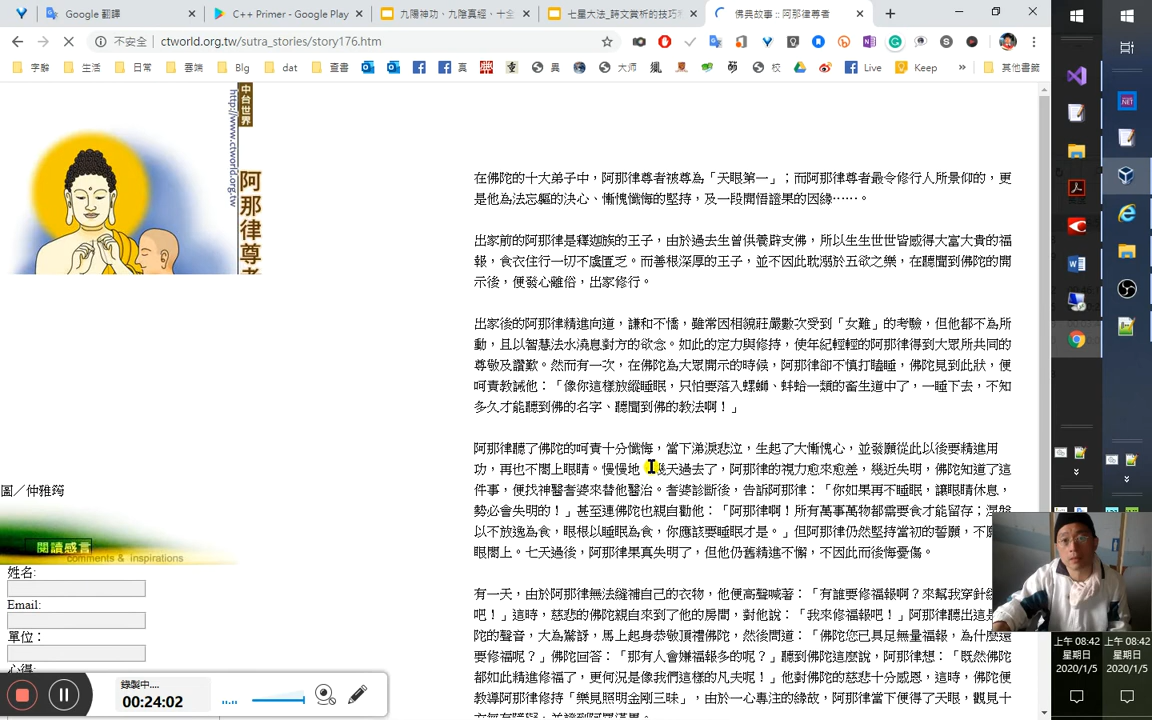 Google 翻譯
C++ Primer - Google Play
九陽神功、九陰真經、十全
七星大法_詩文賞析的技巧
佛典故事 :: 阿那律尊者
不安全
ctworld.org.tw/sutra_stories/story176.htm
字辭
生活
日常
雲端
Blg
dat
查書
真
異
大师
校
Live
Keep
其他書籤
中台世界
http://www.ctworld.org.tw
阿那律尊者
在佛陀的十大弟子中，阿那律尊者被尊為「天眼第一」；而阿那律尊者最令修行人所景仰的，更
是他為法忘軀的決心、慚愧懺悔的堅持，及一段開悟證果的因緣……。
出家前的阿那律是釋迦族的王子，由於過去生曾供養辟支佛，所以生生世世皆感得大富大貴的福
報，食衣住行一切不虞匱乏。而善根深厚的王子，並不因此耽溺於五欲之樂，在聽聞到佛陀的開
示後，便發心離俗，出家修行。
出家後的阿那律精進向道，謙和不憍，雖常因相貌莊嚴數次受到「女難」的考驗，但他都不為所
動，且以智慧法水澆息對方的欲念。如此的定力與修持，使年紀輕輕的阿那律得到大眾所共同的
尊敬及讚歎。然而有一次，在佛陀為大眾開示的時候，阿那律卻不慎打瞌睡，佛陀見到此狀，便
呵責教誡他：「像你這樣放縱睡眠，只怕要落入螺螄、蚌蛤一類的畜生道中了，一睡下去，不知
多久才能聽到佛的名字、聽聞到佛的教法啊！」
阿那律聽了佛陀的呵責十分懺悔，當下涕淚悲泣，生起了大慚愧心，並發願從此以後要精進用
功，再也不閤上眼睛。慢慢地 天過去了，阿那律的視力愈來愈差，幾近失明，佛陀知道了這
件事，便找神醫耆婆來替他醫治。耆婆診斷後，告訴阿那律：「你如果再不睡眠，讓眼睛休息，
勢必會失明的！」甚至連佛陀也親自勸他：「阿那律啊！所有萬事萬物都需要食才能留存；涅槃
以不放逸為食，眼根以睡眠為食，你應該要睡眠才是。」但阿那律仍然堅持當初的誓願，不
眼閤上。七天過後，阿那律果真失明了，但他仍舊精進不懈，不因此而後悔憂傷。
有一天，由於阿那律無法縫補自己的衣物，他便高聲喊著：「有誰要修福報啊？來幫我穿針
吧！」這時，慈悲的佛陀親自來到了他的房間，對他說：「我來修福報吧！」阿那律聽出這是
陀的聲音，大為驚訝，馬上起身恭敬頂禮佛陀，然後問道：「佛陀您已具足無量福報，為什麼還
要修福呢？」佛陀回答：「那有人會嫌福報多的呢？」聽到佛陀這麼說，阿那律想：「既然佛陀
都如此精進修福了，更何況是像我們這樣的凡夫呢！」他對佛陀的慈悲十分感恩，這時，佛陀便
教導阿那律修持「樂見照明金剛三昧」，由於一心專注的緣故，阿那律當下便得了天眼，觀見十
圖／仲雅筠
閱讀感言
comments & inspirations
姓名:
Email:
單位：
心得:
錄製中....
00:24:02
上午 08:42
星期日
2020/1/5
上午 08:42
星期日
2020/1/5